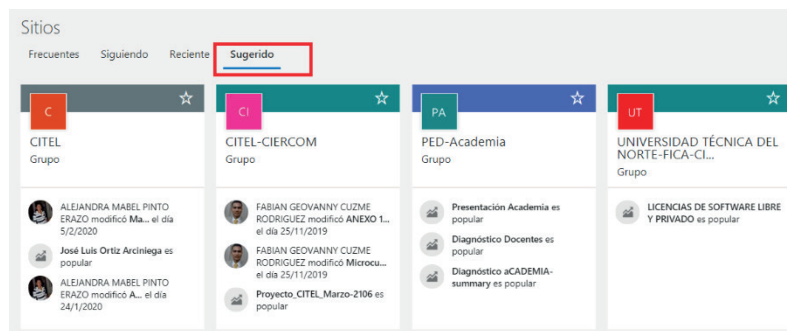 Sitios
Frecuentes Siguiendo Reciente Sugerido
C
CITEL
Grupo
ALEJANDRA MABEL PINTO
ERAZO modificó Ma... el día
5/2/2020
José Luis Ortiz Arciniega es
popular
ALEJANDRA MABEL PINTO
ERAZO modificó A... el día
24/1/2020
CI
CITEL-CIERCOM
Grupo
FABIAN GEOVANNY CUZME
RODRIGUEZ modificó ANEXO 1...
el día 25/11/2019
FABIAN GEOVANNY CUZME
RODRIGUEZ modificó Microcu...
el día 25/11/2019
Proyecto_CITEL_Marzo-2106 es
popular
PA
PED-Academia
Grupo
Presentación Academia es
popular
Diagnóstico Docentes es
popular
Diagnóstico aCADEMIA-
summary es popular
UT
UNIVERSIDAD TÉCNICA DEL
NORTE-FICA-CI...
Grupo
LICENCIAS DE SOFTWARE LIBRE
Y PRIVADO es popular